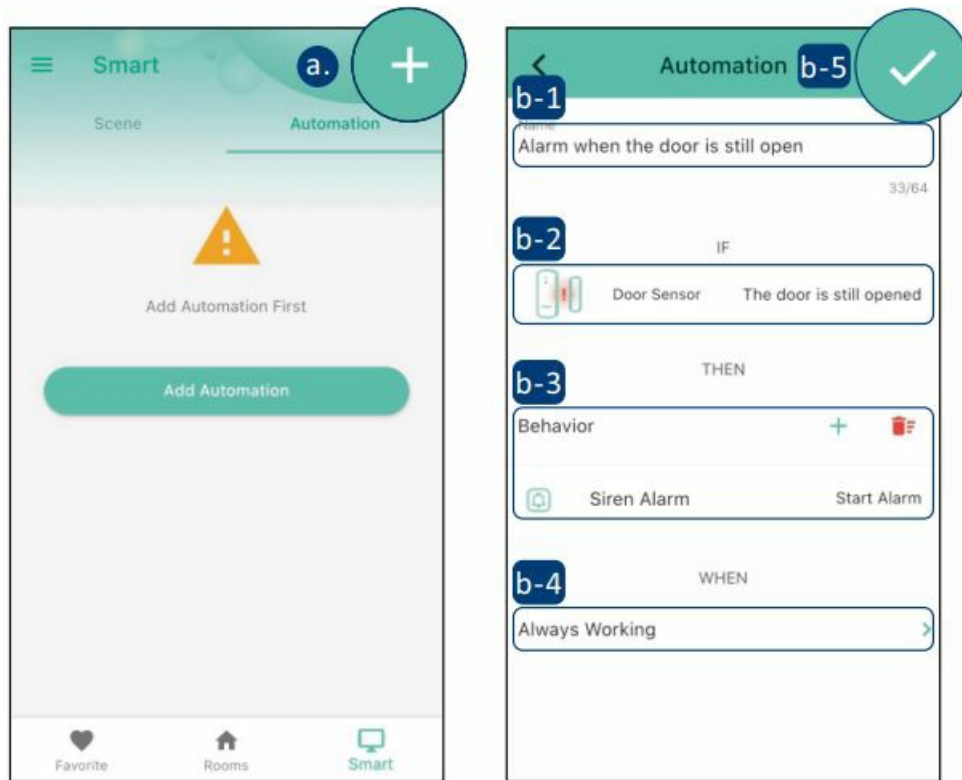 Smart
a.
Scene
Automation
Add Automation First
Add Automation
Favorite
Rooms
Smart
Automation
b-5
b-1
Name
Alarm when the door is still open
33/64
b-2
IF
Door Sensor The door is still opened
THEN
b-3
Behavior
Siren Alarm Start Alarm
b-4
WHEN
Always Working